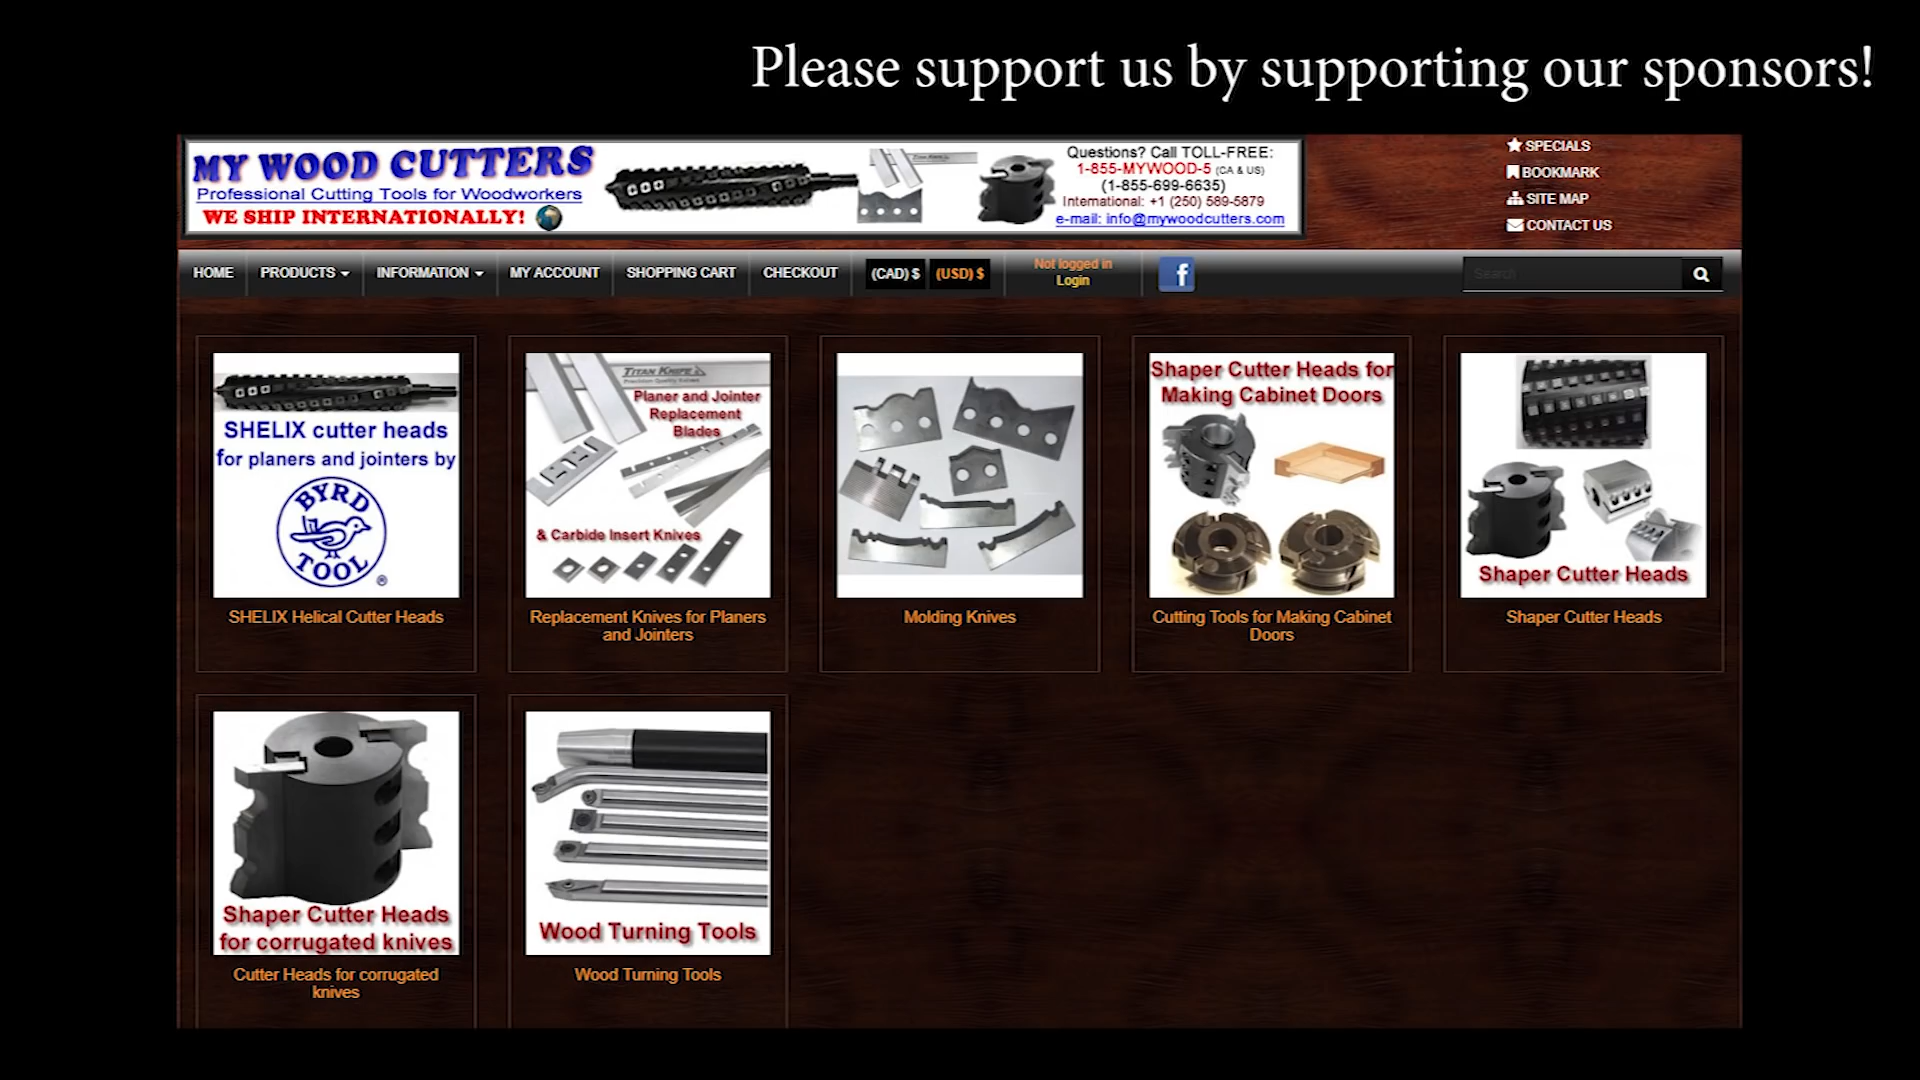 Please support us by supporting our sponsors!
MY WOOD CUTTERS
Professional Cutting Tools for Woodworkers
WE SHIP INTERNATIONALLY!
Questions? Call TOLL-FREE:
1-855-MYWOOD-5 (CA & US)
(1-855-699-6635)
International: +1 (250) 589-5879
e-mail: info@mywoodcutters.com
SPECIALS
BOOKMARK
SITE MAP
CONTACT US
HOME
PRODUCTS
INFORMATION
MY ACCOUNT
SHOPPING CART
CHECKOUT
(CAD) $
(USD) $
Not logged in
Login
f
Search
SHELIX cutter heads
for planers and jointers by
BYRD
TOOL
®
SHELIX Helical Cutter Heads
TITAN KNIFE
Precision Quality Knives
Planer and Jointer
Replacement
Blades
& Carbide Insert Knives
Replacement Knives for Planers
and Jointers
Molding Knives
Shaper Cutter Heads for
Making Cabinet Doors
Cutting Tools for Making Cabinet
Doors
Shaper Cutter Heads
Shaper Cutter Heads
Shaper Cutter Heads
for corrugated knives
Cutter Heads for corrugated
knives
Wood Turning Tools
Wood Turning Tools